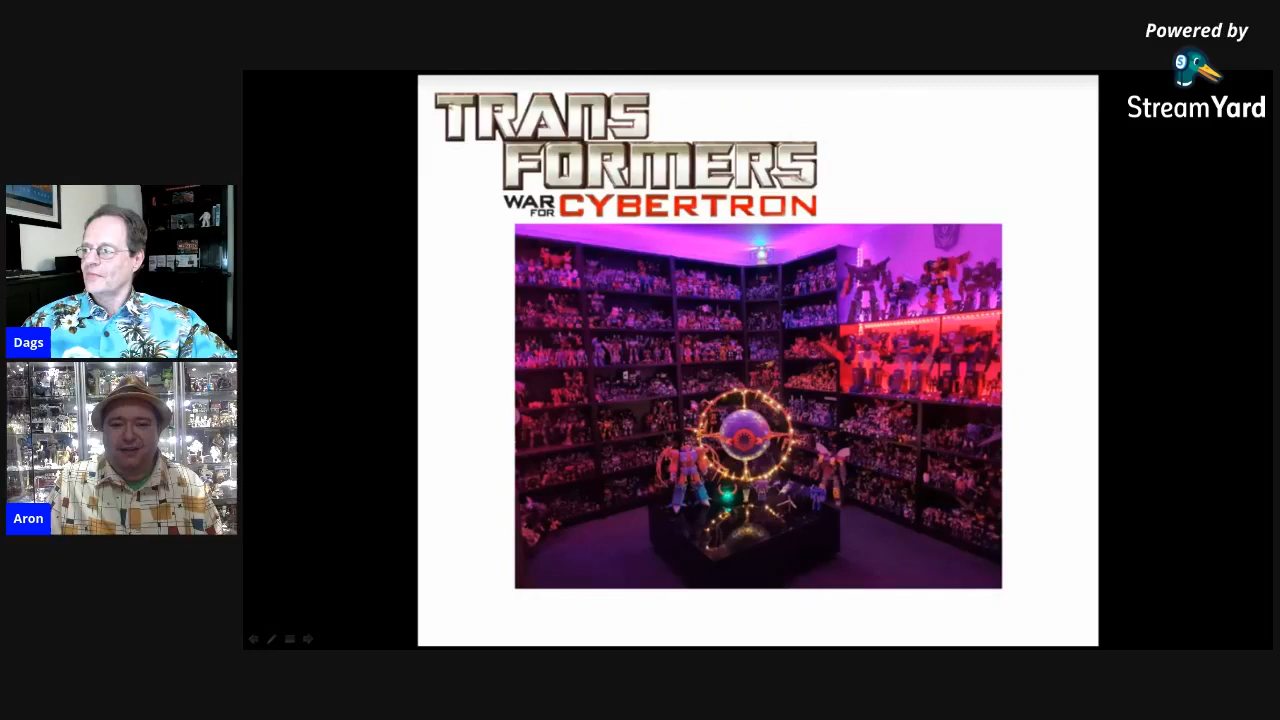 Powered by
StreamYard
TRANS
FORMERS
WAR
FOR
CYBERTRON
Dags
Aron